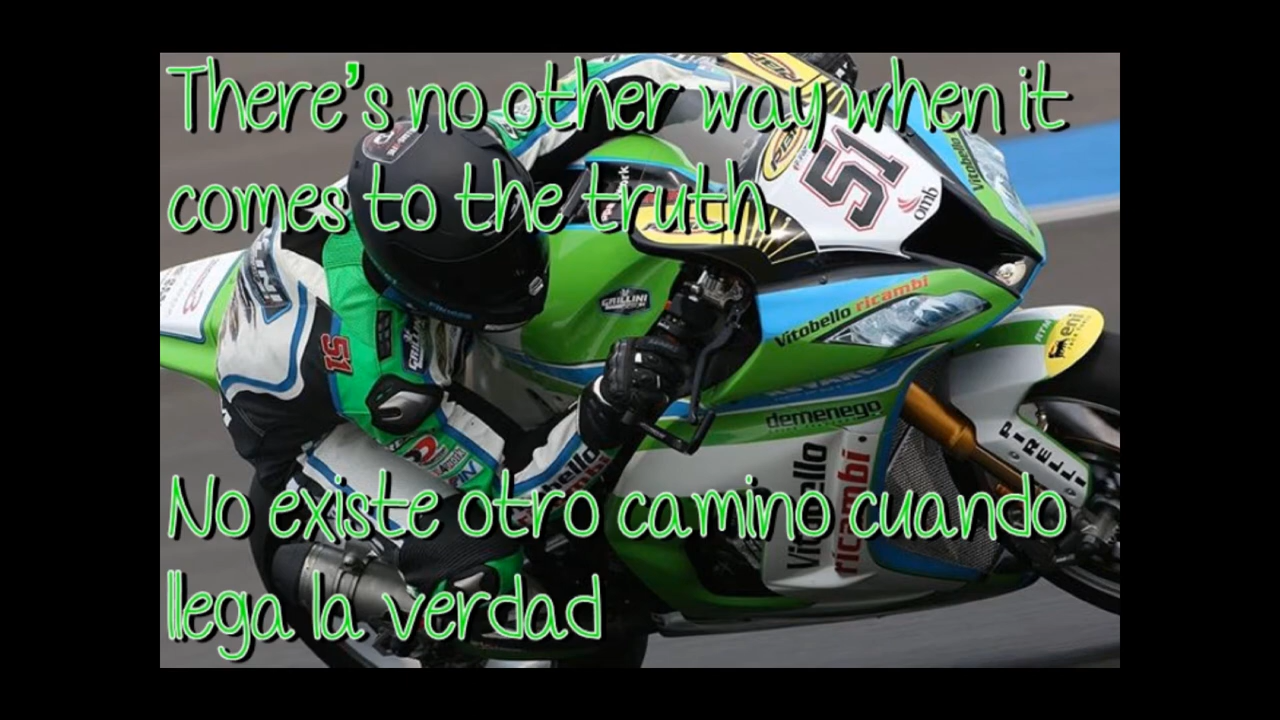 There's no other way when it
comes to the truth
51
omb
Vitobello
GRILLINI
Vitobello ricambi
eni
51
demenego
PIRELLI
Vitobello
ricambi
No existe otro camino cuando
llega la verdad